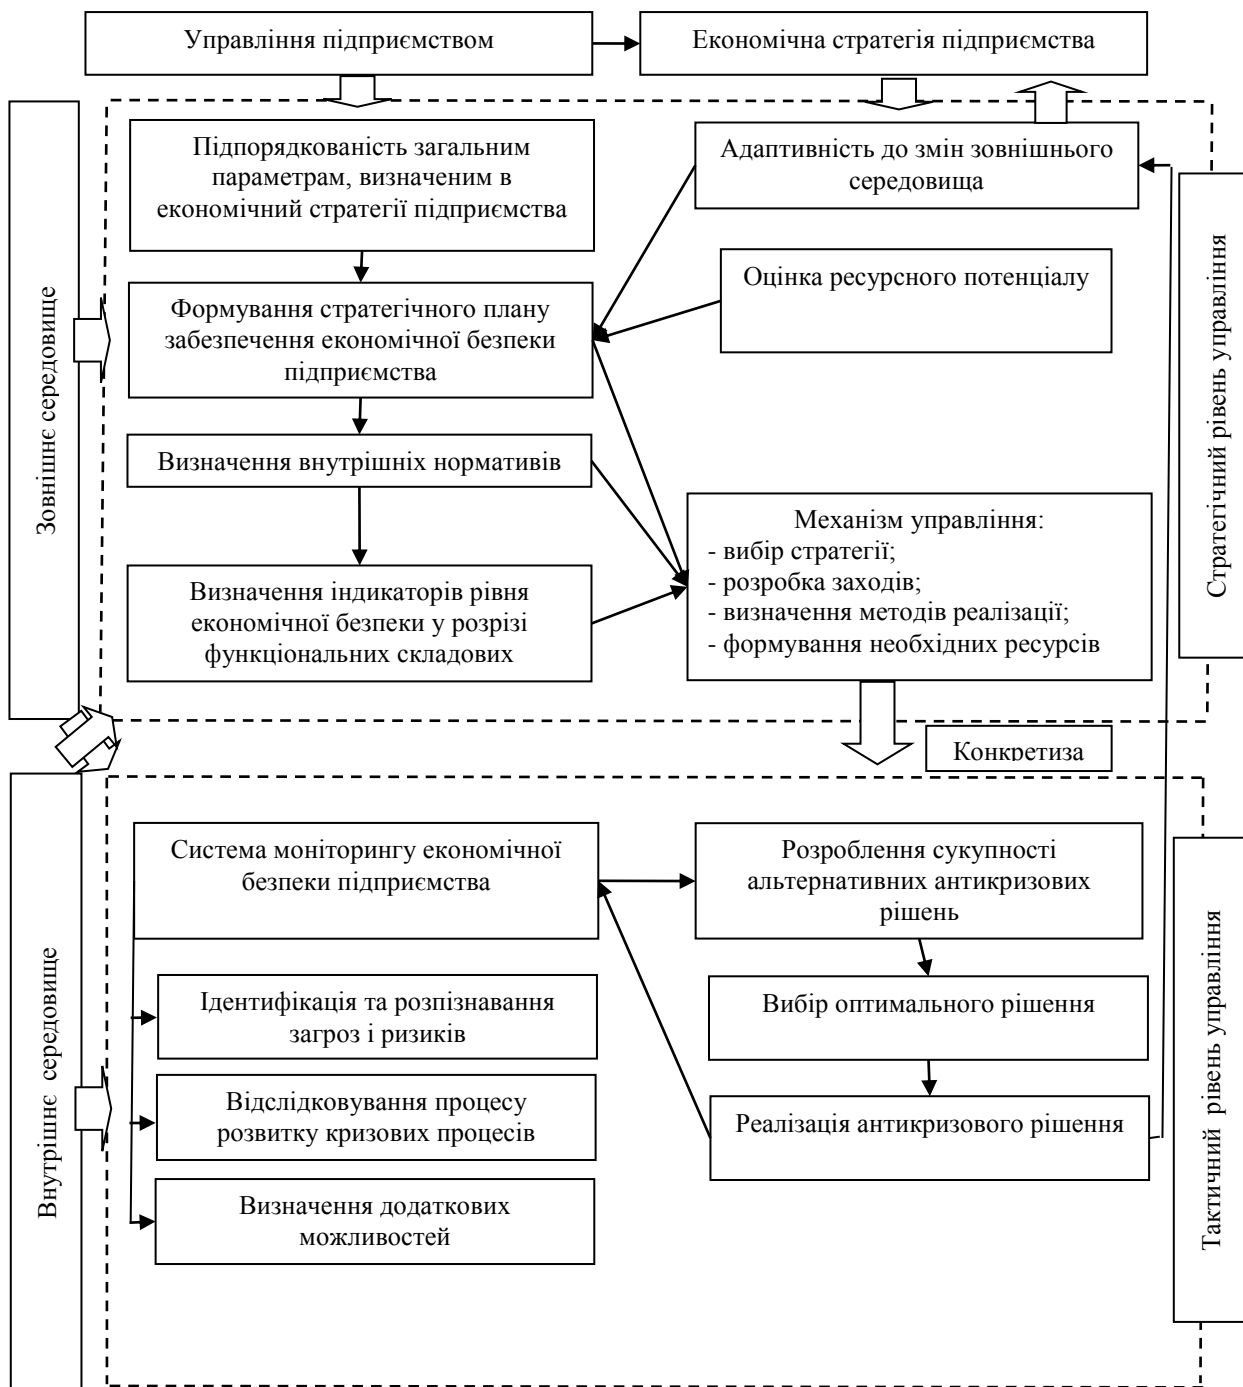 Управління підприємством
Економічна стратегія підприємства
Зовнішнє середовище
Підпорядкованість загальним
параметрам, визначеним в
економічний стратегії підприємства
Адаптивність до змін зовнішнього
середовища
Стратегічний рівень управління
Формування стратегічного плану
забезпечення економічної безпеки
підприємства
Оцінка ресурсного потенціалу
Визначення внутрішніх нормативів
Механізм управління:
- вибір стратегії;
- розробка заходів;
- визначення методів реалізації;
- формування необхідних ресурсів
Визначення індикаторів рівня
економічної безпеки у розрізі
функціональних складових
Конкретиза
Внутрішнє середовище
Система моніторингу економічної
безпеки підприємства
Розроблення сукупності
альтернативних антикризових
рішень
Тактичний рівень управління
Ідентифікація та розпізнавання
загроз і ризиків
Вибір оптимального рішення
Відслідковування процесу
розвитку кризових процесів
Реалізація антикризового рішення
Визначення додаткових
можливостей